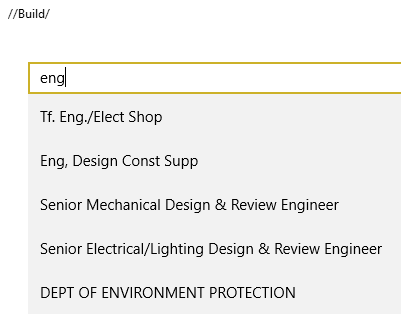 //Build/
eng
Tf. Eng./Elect Shop
Eng, Design Const Supp
Senior Mechanical Design & Review Engineer
Senior Electrical/Lighting Design & Review Engineer
DEPT OF ENVIRONMENT PROTECTION